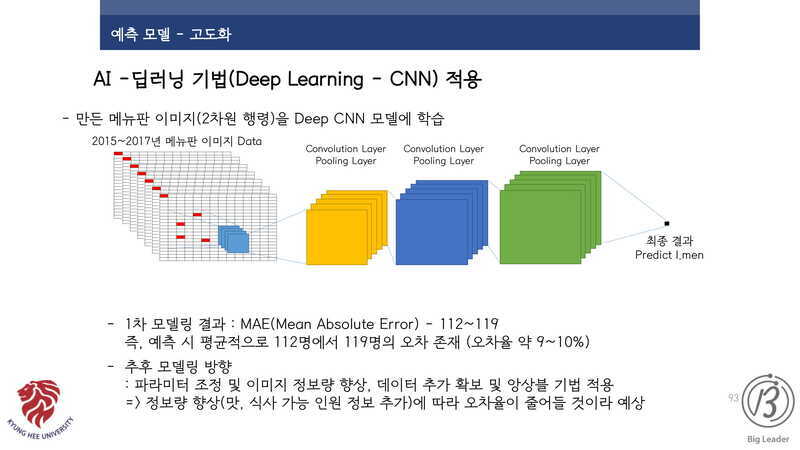 예측 모델 - 고도화
AI -딥러닝 기법(Deep Learning - CNN) 적용
- 만든 메뉴판 이미지(2차원 행령)을 Deep CNN 모델에 학습
2015~2017년 메뉴판 이미지 Data
Convolution Layer
Pooling Layer
Convolution Layer
Pooling Layer
Convolution Layer
Pooling Layer
최종 결과
Predict l.men
- 1차 모델링 결과 : MAE(Mean Absolute Error) - 112~119
즉, 예측 시 평균적으로 112명에서 119명의 오차 존재 (오차율 약 9~10%)
- 추후 모델링 방향
: 파라미터 조정 및 이미지 정보량 향상, 데이터 추가 확보 및 앙상블 기법 적용
=> 정보량 향상(맛, 식사 가능 인원 정보 추가)에 따라 오차율이 줄어들 것이라 예상
KYUNG HEE UNIVERSITY
93
Big Leader